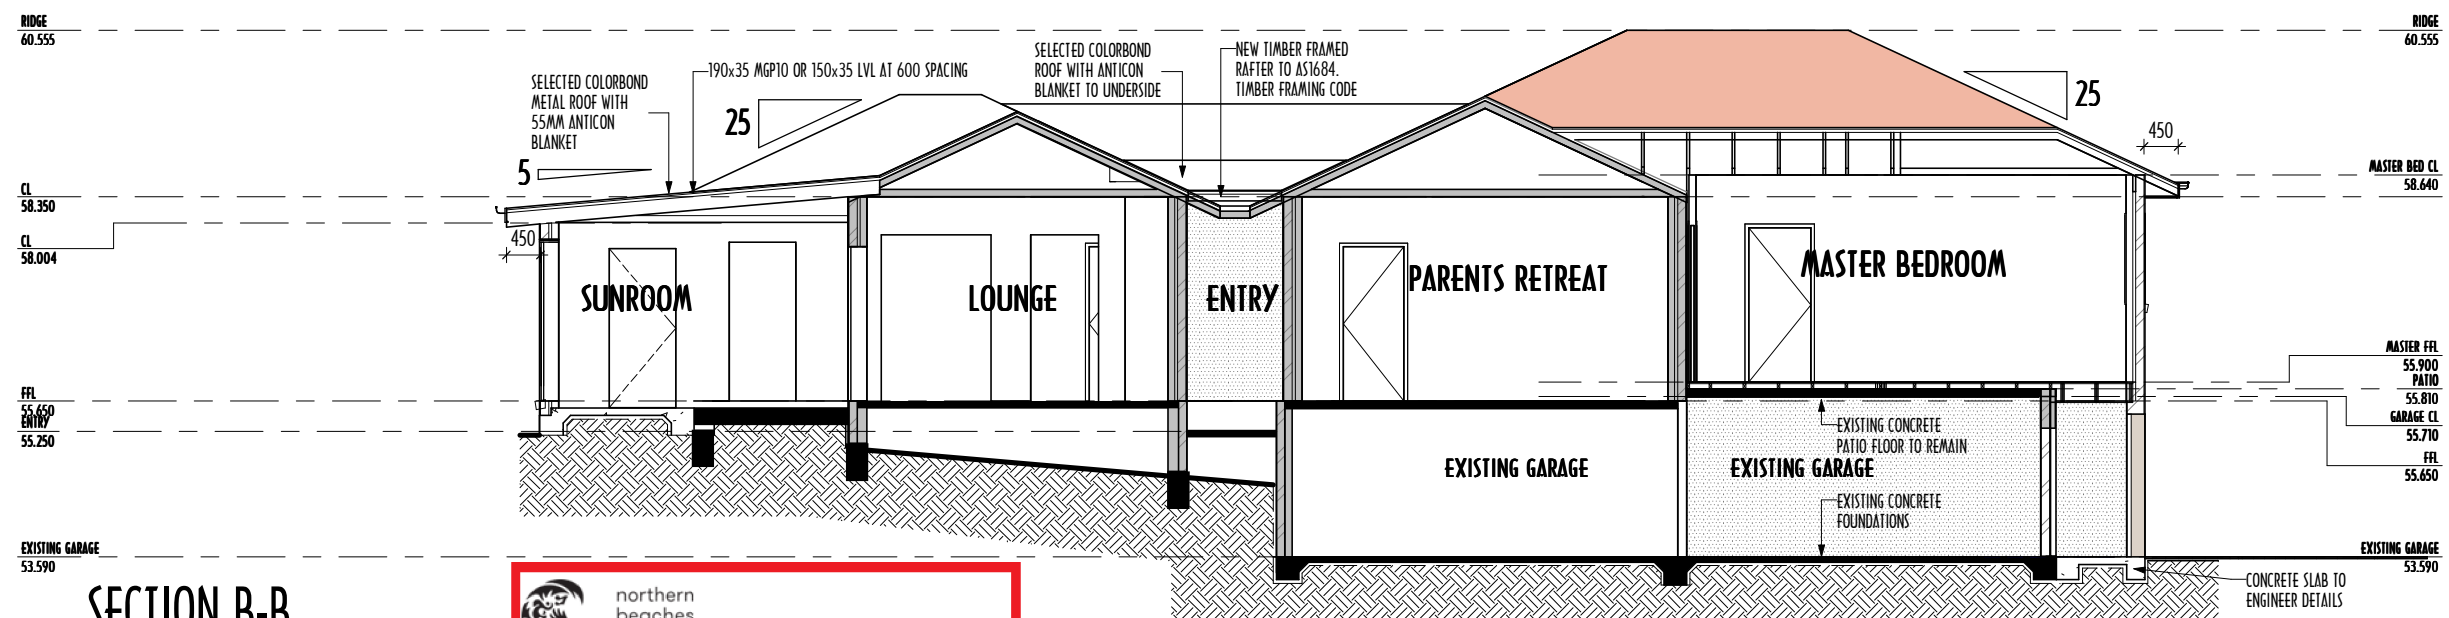 RIDGE
60.555
RIDGE
60.555
SELECTED COLORBOND
METAL ROOF WITH
55MM ANTICON
BLANKET
190x35 MGP10 OR 150x35 LVL AT 600 SPACING
SELECTED COLORBOND
ROOF WITH ANTICON
BLANKET TO UNDERSIDE
NEW TIMBER FRAMED
RAFTER TO AS1684.
TIMBER FRAMING CODE
25
25
5
450
450
CL
58.350
CL
58.004
MASTER BED CL
58.640
SUNROOM
LOUNGE
ENTRY
PARENTS RETREAT
MASTER BEDROOM
FFL
55.650
ENTRY
55.250
MASTER FFL
55.900
PATIO
55.810
GARAGE CL
55.710
FFL
55.650
EXISTING CONCRETE
PATIO FLOOR TO REMAIN
EXISTING GARAGE
EXISTING GARAGE
EXISTING CONCRETE
FOUNDATIONS
EXISTING GARAGE
53.590
EXISTING GARAGE
53.590
CONCRETE SLAB TO
ENGINEER DETAILS
SECTION B-B
northern
beaches